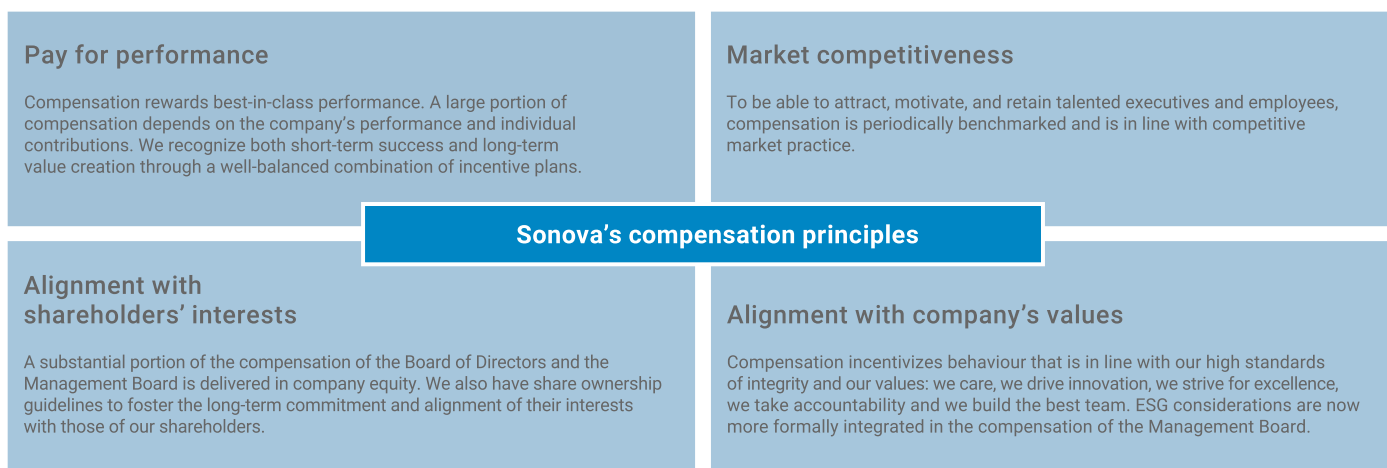 Pay for performance
Compensation rewards best-in-class performance. A large portion of
compensation depends on the company's performance and individual
contributions. We recognize both short-term success and long-term
value creation through a well-balanced combination of incentive plans.
Market competitiveness
To be able to attract, motivate, and retain talented executives and employees,
compensation is periodically benchmarked and is in line with competitive
market practice.
Sonova's compensation principles
Alignment with
shareholders' interests
A substantial portion of the compensation of the Board of Directors and the
Management Board is delivered in company equity. We also have share ownership
guidelines to foster the long-term commitment and alignment of their interests
with those of our shareholders.
Alignment with company's values
Compensation incentivizes behaviour that is in line with our high standards
of integrity and our values: we care, we drive innovation, we strive for excellence,
we take accountability and we build the best team. ESG considerations are now
more formally integrated in the compensation of the Management Board.